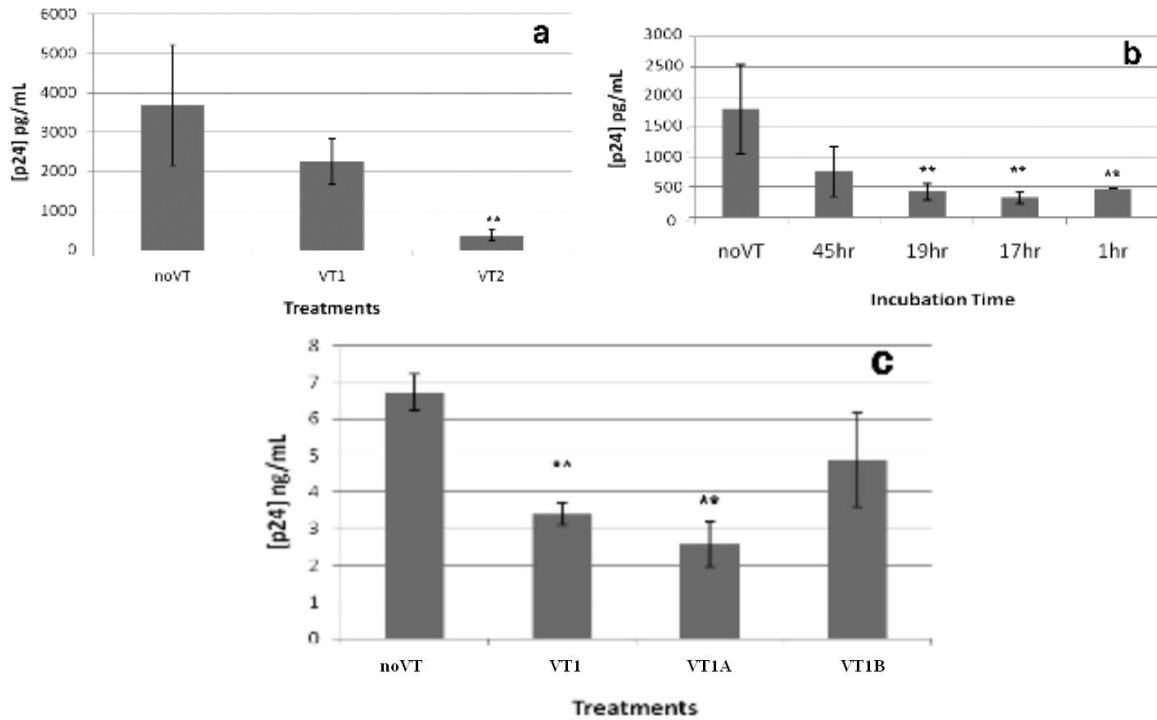 a
6000
5000
4000
3000
2000
1000
0
[p24] pg/mL
**
noVT VT1 VT2
Treatments
b
3000
2500
2000
1500
1000
500
0
[p24] pg/mL
** ** **
noVT 45hr 19hr 17hr 1hr
Incubation Time
c
8
7
6
5
4
3
2
1
0
[p24] ng/mL
** **
noVT VT1 VT1A VT1B
Treatments